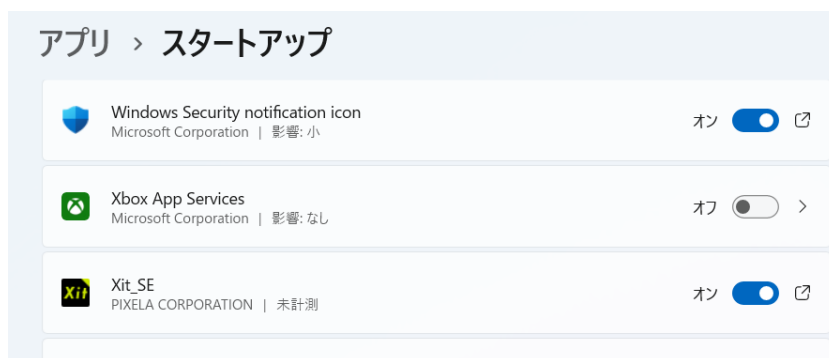 アプリ › スタートアップ
Windows Security notification icon
Microsoft Corporation | 影響: 小
オン
Xbox App Services
Microsoft Corporation | 影響: なし
オフ
Xit
Xit_SE
PIXELA CORPORATION | 未計測
オン